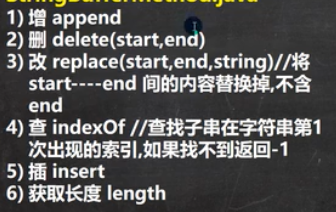 StringBufferMethod.java
1) 增 append
2) 删 delete(start,end)
3) 改 replace(start,end,string)//将
start----end 间的内容替换掉,不含
end
4) 查 indexOf //查找子串在字符串第1
次出现的索引,如果找不到返回-1
5) 插 insert
6) 获取长度 length